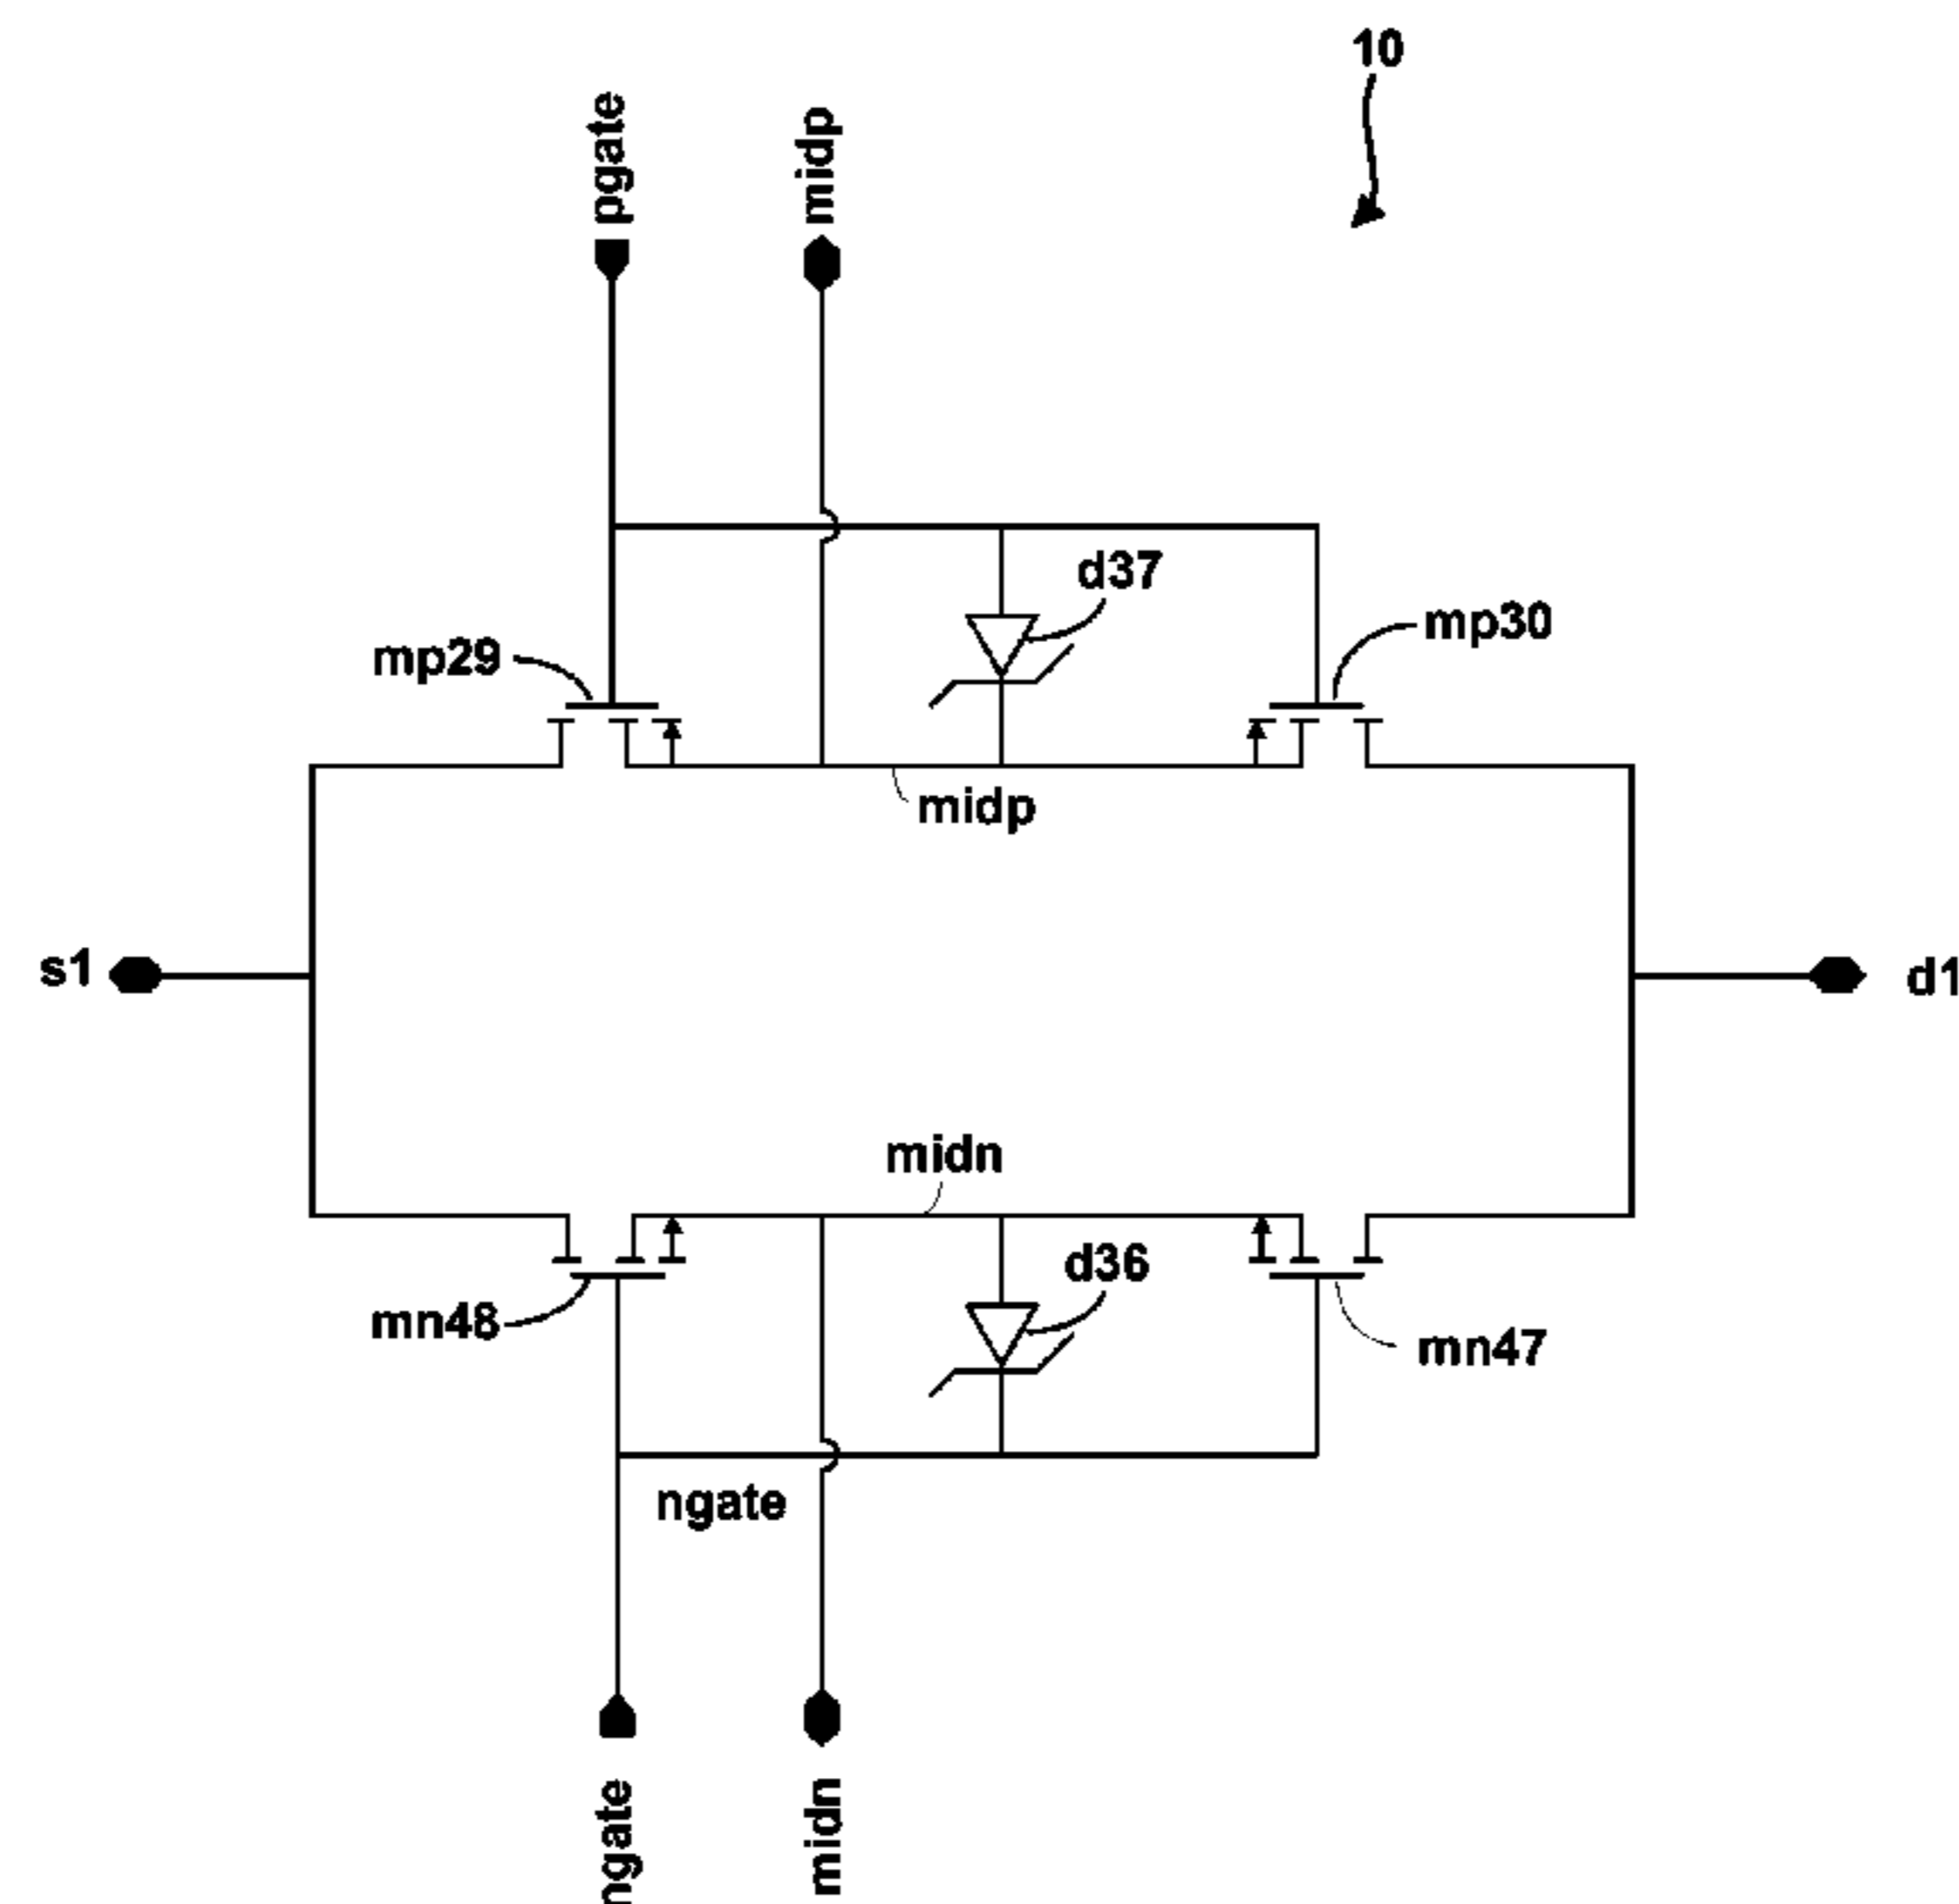 10
pgate
midp
d37
mp30
mp29
midp
s1
d1
midn
d36
mn48
mn47
ngate
ngate
midn